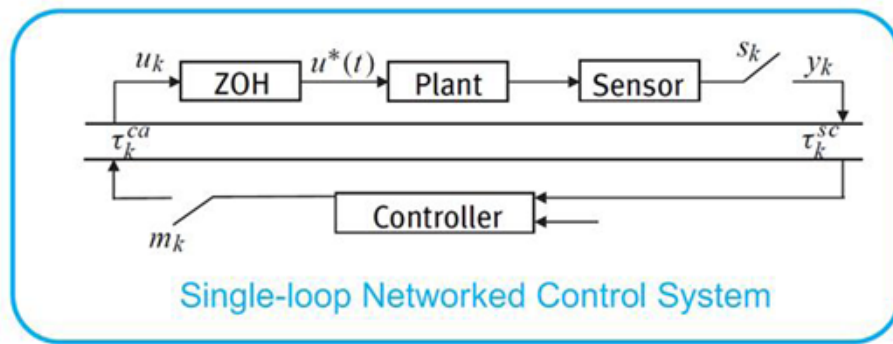 u_k ZOH u*(t) Plant Sensor s_k y_k
τ_k^{ca} τ_k^{sc}
m_k Controller
Single-loop Networked Control System